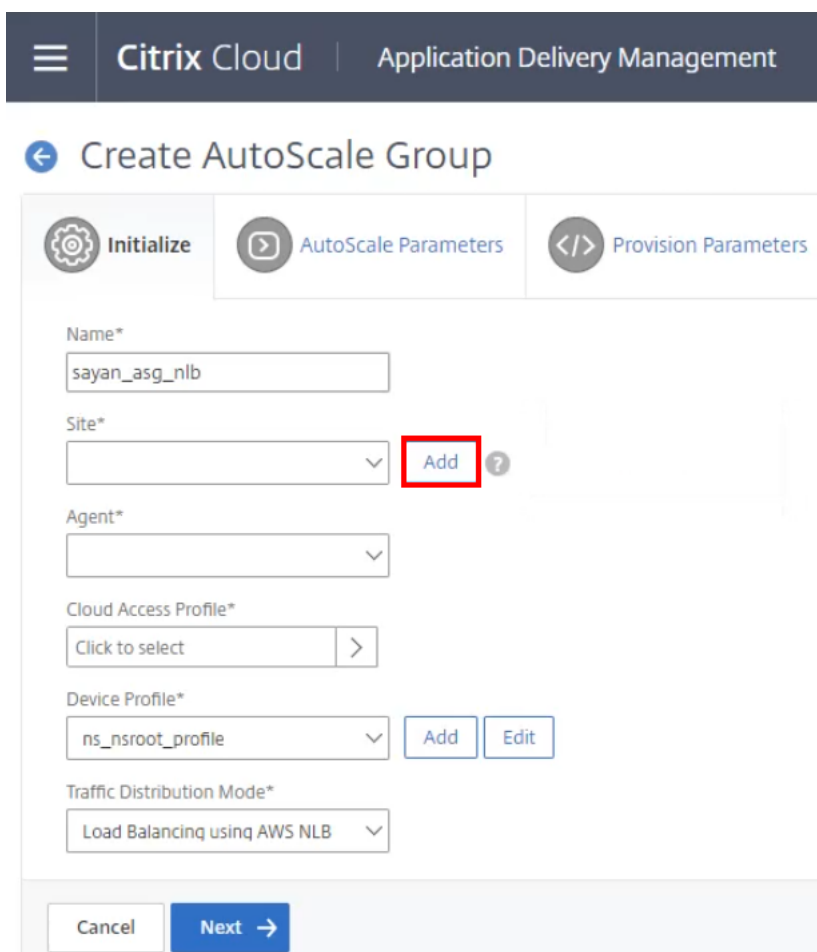 Citrix Cloud | Application Delivery Management
Create AutoScale Group
Initialize AutoScale Parameters Provision Parameters
Name*
sayan_asg_nlb
Site*
Add ?
Agent*
Cloud Access Profile*
Click to select
Device Profile*
ns_nsroot_profile Add Edit
Traffic Distribution Mode*
Load Balancing using AWS NLB
Cancel Next